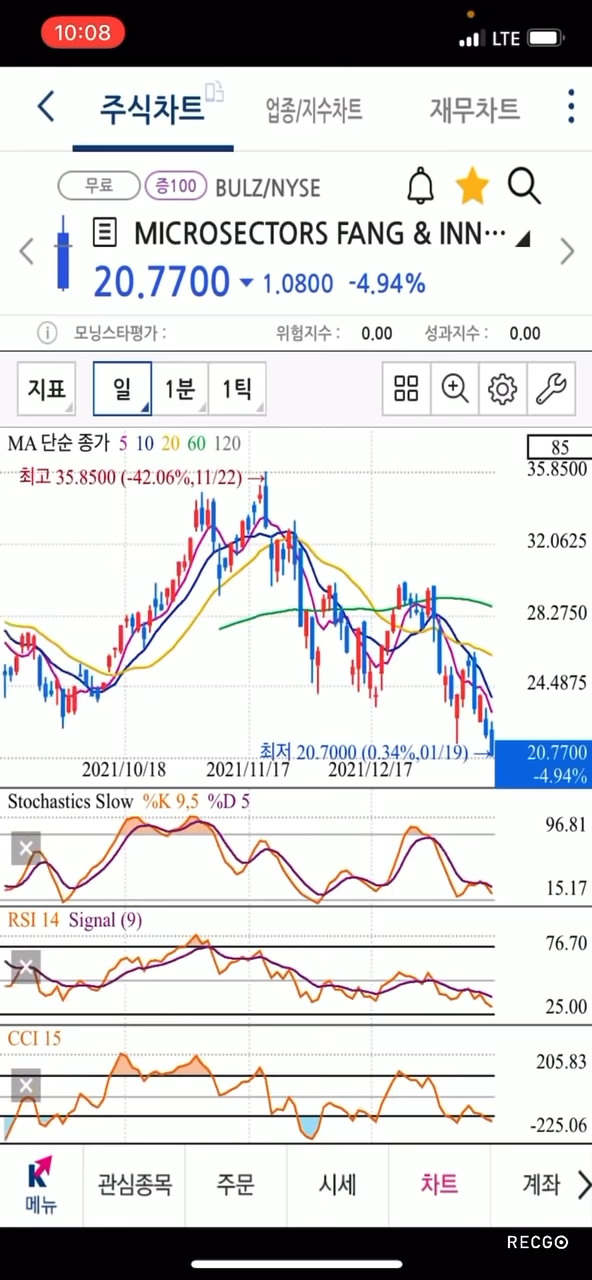 10:08
LTE
주식차트
업종/지수차트
재무차트
무료
증100
BULZ/NYSE
MICROSECTORS FANG & INN…
20.7700 ▼ 1.0800 -4.94%
모닝스타평가 :
위험지수 : 0.00
성과지수 : 0.00
지표
일
1분
1틱
MA 단순 종가 5 10 20 60 120
85
최고 35.8500 (-42.06%,11/22) →
35.8500
32.0625
28.2750
24.4875
최저 20.7000 (0.34%,01/19) →
20.7700
-4.94%
2021/10/18
2021/11/17
2021/12/17
Stochastics Slow %K 9,5 %D 5
96.81
15.17
RSI 14 Signal (9)
76.70
25.00
CCI 15
205.83
-225.06
메뉴
관심종목
주문
시세
차트
계좌
RECGO